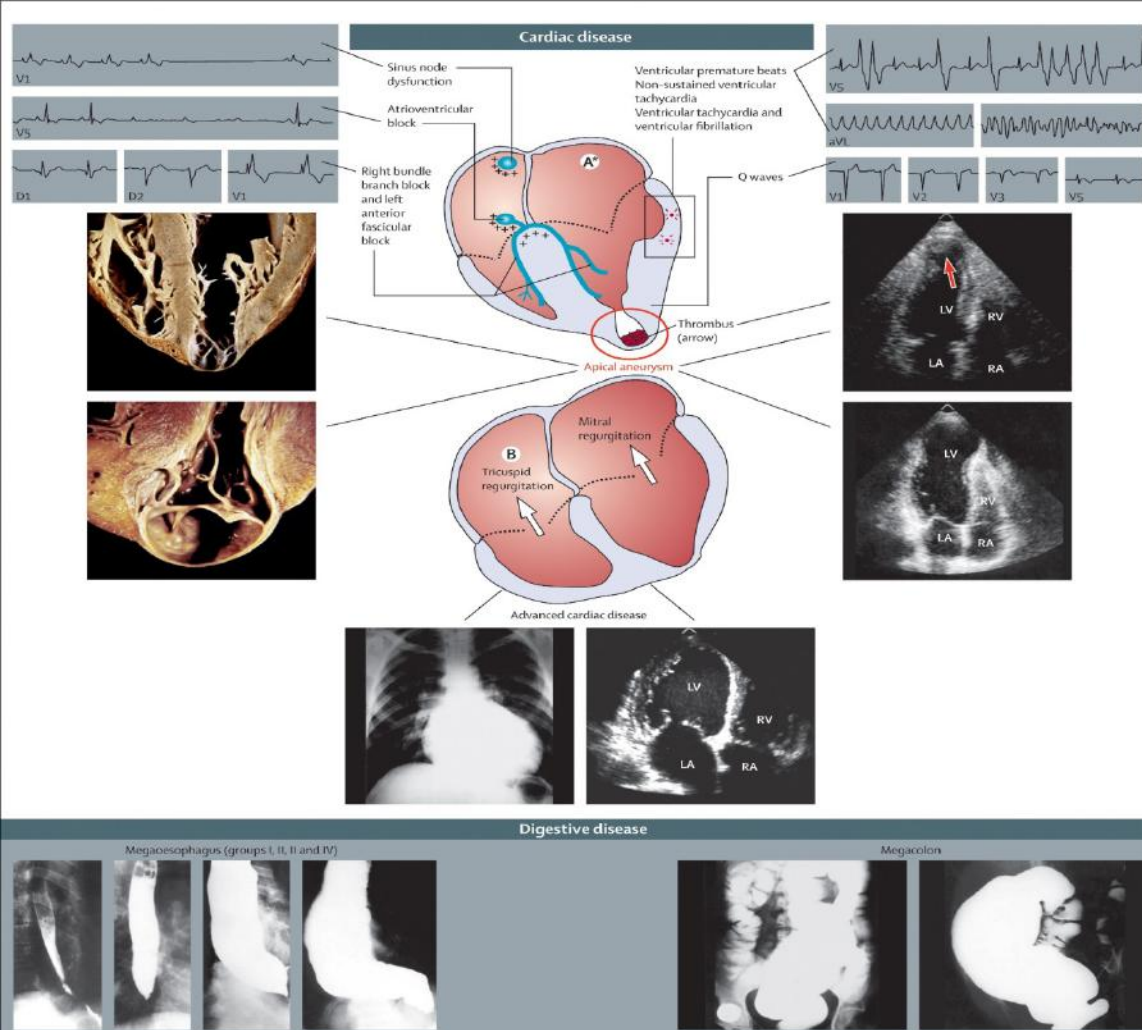 Cardiac disease
V1
V5
D1
D2
V1
Sinus node
dysfunction
Atrioventricular
block
Right bundle
branch block
and left
anterior
fascicular
block
A*
Ventricular premature beats
Non-sustained ventricular
tachycardia
Ventricular tachycardia and
ventricular fibrillation
Q waves
V5
aVL
V1
V2
V3
V5
Thrombus
(arrow)
Apical aneurysm
LV
RV
LA
RA
Mitral
regurgitation
B
Tricuspid
regurgitation
LV
RV
LA
RA
Advanced cardiac disease
LV
RV
LA
RA
Digestive disease
Megaoesophagus (groups I, II, II and IV)
Megacolon